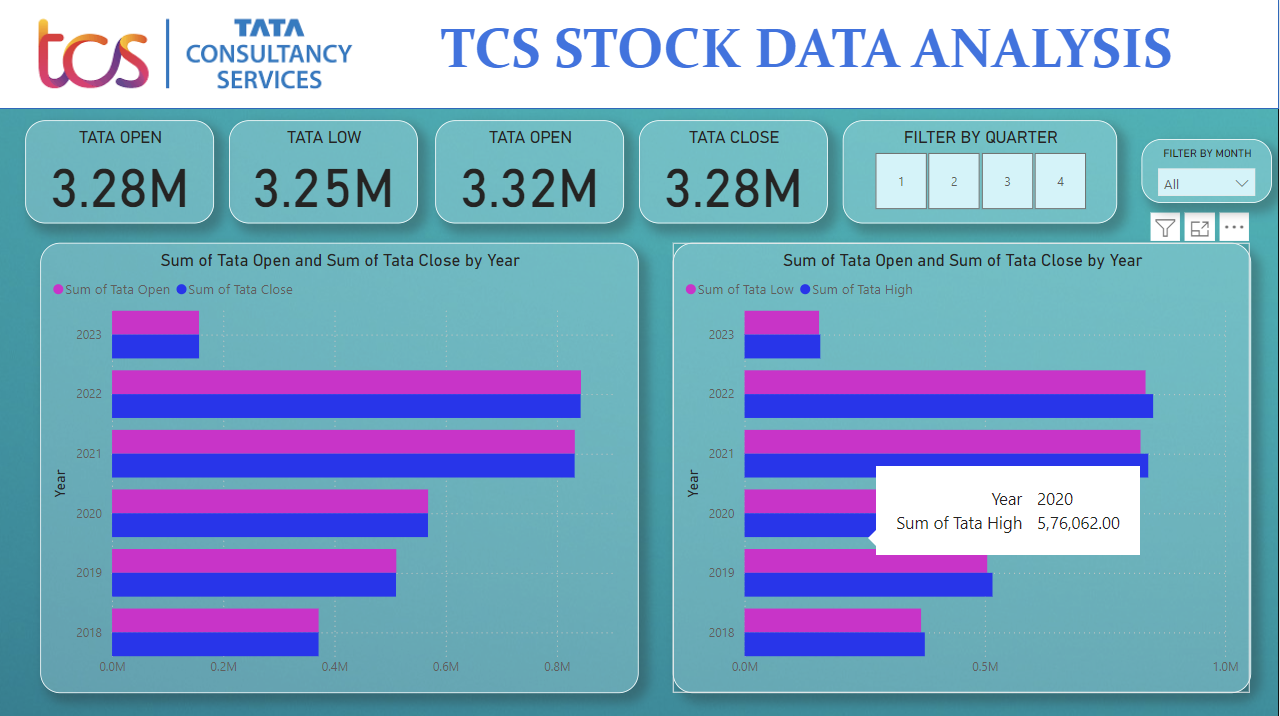 tcs
TATA
CONSULTANCY
SERVICES
TCS STOCK DATA ANALYSIS
TATA OPEN
3.28M
TATA LOW
3.25M
TATA OPEN
3.32M
TATA CLOSE
3.28M
FILTER BY QUARTER
1 2 3 4
FILTER BY MONTH
All
Sum of Tata Open and Sum of Tata Close by Year
Sum of Tata Open Sum of Tata Close
Year
2023
2022
2021
2020
2019
2018
0.0M 0.2M 0.4M 0.6M 0.8M
Sum of Tata Open and Sum of Tata Close by Year
Sum of Tata Low Sum of Tata High
Year
2023
2022
2021
2020
2019
2018
0.0M 0.5M 1.0M
Year 2020
Sum of Tata High 5,76,062.00